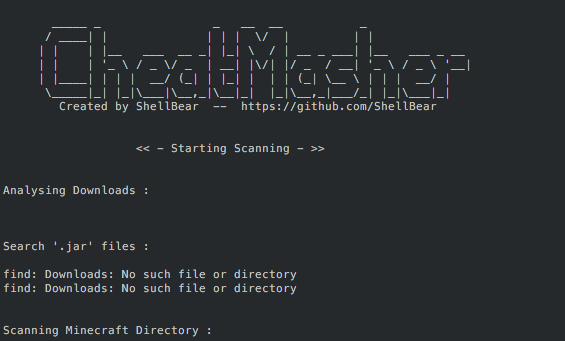 CheatSmasher
Created by ShellBear  --  https://github.com/ShellBear
<< - Starting Scanning - >>
Analysing Downloads :
Search '.jar' files :
find: Downloads: No such file or directory
find: Downloads: No such file or directory
Scanning Minecraft Directory :